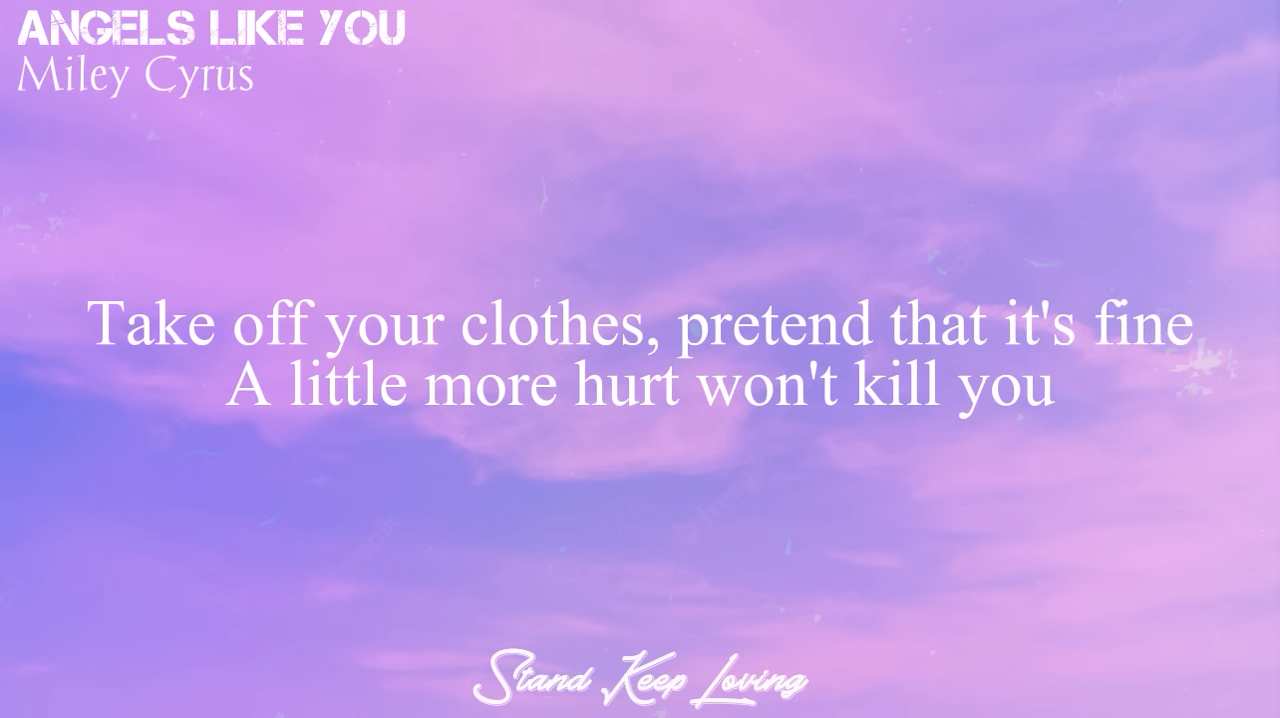 ANGELS LIKE YOU
Miley Cyrus
Take off your clothes, pretend that it's fine
A little more hurt won't kill you
Stand Keep Loving